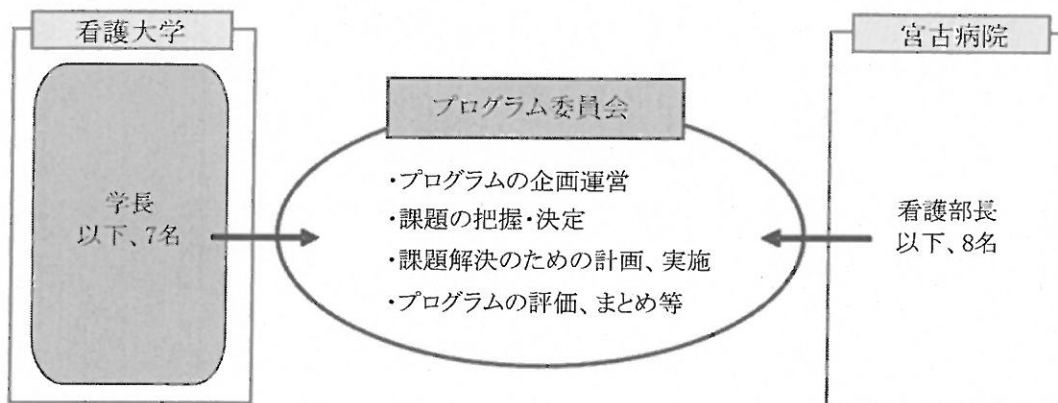 看護大学
学長
以下、7名
プログラム委員会
・プログラムの企画運営
・課題の把握・決定
・課題解決のための計画、実施
・プログラムの評価、まとめ等
宮古病院
看護部長
以下、8名